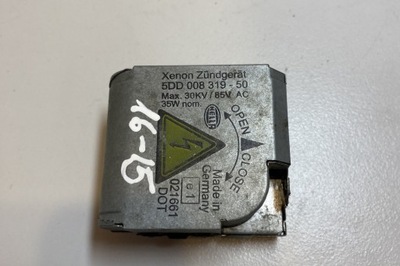 Xenon Zündgerät
5DD 008 319 - 50
Max. 30KV / 85V AC
35W nom.
HELLA
OPEN
CLOSE
16-15
Made in
Germany
e 1
021661
DOT